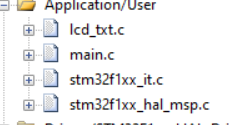 Application/User
lcd_txt.c
main.c
stm32f1xx_it.c
stm32f1xx_hal_msp.c